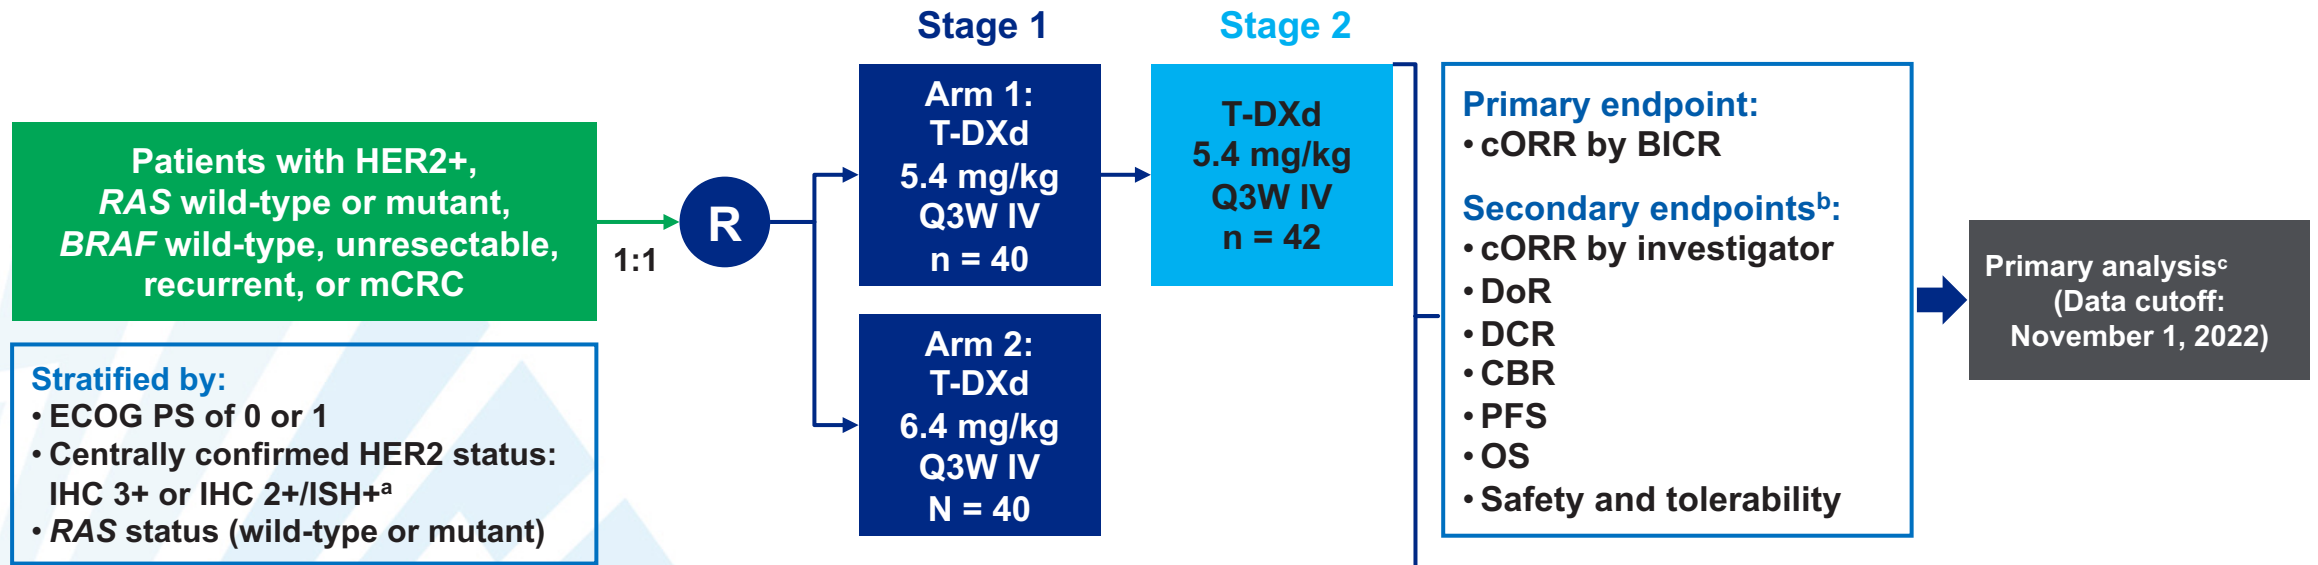 Stage 1
Stage 2
Patients with HER2+,
RAS wild-type or mutant,
BRAF wild-type, unresectable,
recurrent, or mCRC
1:1
R
Stratified by:
• ECOG PS of 0 or 1
• Centrally confirmed HER2 status:
IHC 3+ or IHC 2+/ISH+ᵃ
• RAS status (wild-type or mutant)
Arm 1:
T-DXd
5.4 mg/kg
Q3W IV
n = 40
Arm 2:
T-DXd
6.4 mg/kg
Q3W IV
N = 40
T-DXd
5.4 mg/kg
Q3W IV
n = 42
Primary endpoint:
• cORR by BICR
Secondary endpointsᵇ:
• cORR by investigator
• DoR
• DCR
• CBR
• PFS
• OS
• Safety and tolerability
Primary analysisᶜ
(Data cutoff:
November 1, 2022)